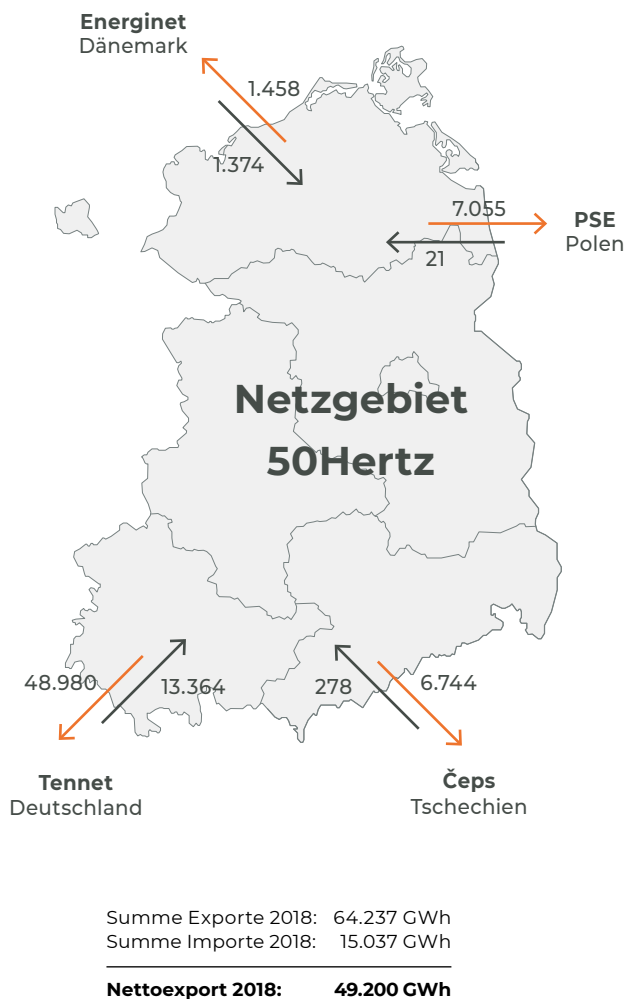 Energinet
Dänemark
1.458
1.374
7.055
PSE
Polen
21
Netzgebiet
50Hertz
48.980
13.364
278
6.744
Tennet
Deutschland
Čeps
Tschechien
Summe Exporte 2018: 64.237 GWh
Summe Importe 2018: 15.037 GWh
Nettoexport 2018: 49.200 GWh